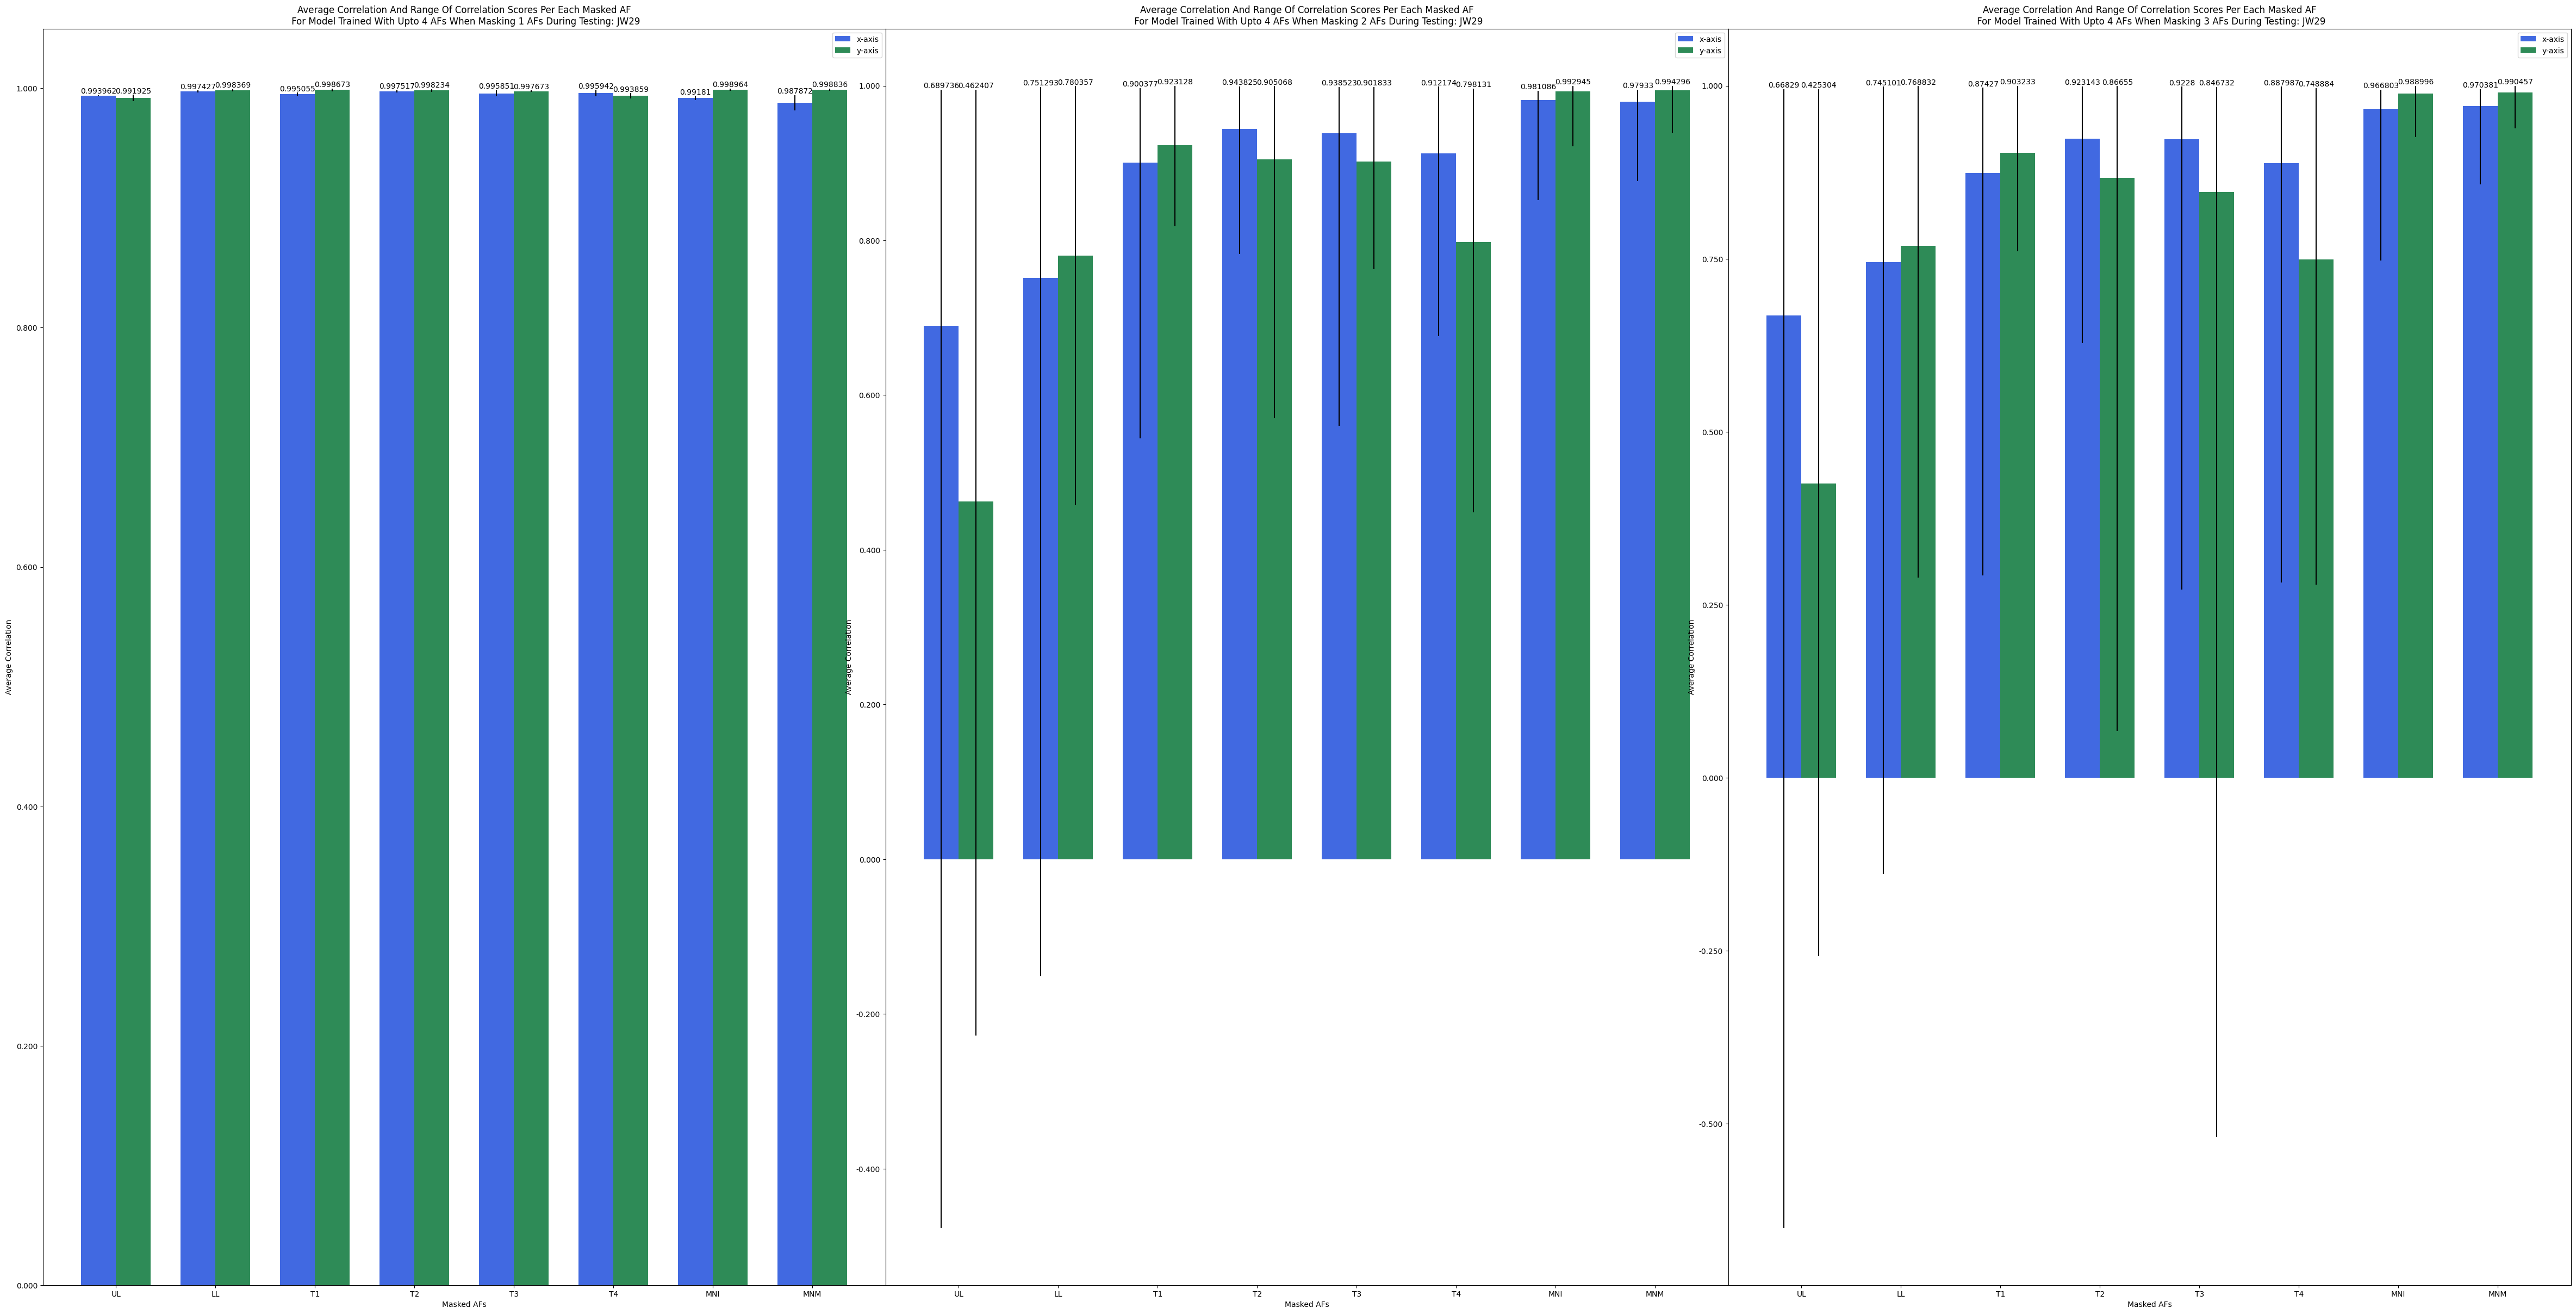 Average Correlation And Range Of Correlation Scores Per Each Masked AF
For Model Trained With Upto 4 AFs When Masking 1 AFs During Testing: JW29
x-axis
y-axis
1.000
0.800
0.600
0.400
0.200
0.000
Average Correlation
0.993962 0.991925 0.997427 0.998369 0.995055 0.998673 0.997517 0.998234 0.995851 0.997673 0.995942 0.993859 0.99181 0.998964 0.987872 0.998836
UL LL T1 T2 T3 T4 MNI MNM
Masked AFs
Average Correlation And Range Of Correlation Scores Per Each Masked AF
For Model Trained With Upto 4 AFs When Masking 2 AFs During Testing: JW29
x-axis
y-axis
1.000
0.800
0.600
0.400
0.200
0.000
-0.200
-0.400
Average Correlation
0.689736 0.462407 0.751293 0.780357 0.900377 0.923128 0.943825 0.905068 0.938523 0.901833 0.912174 0.798131 0.981086 0.992945 0.97933 0.994296
UL LL T1 T2 T3 T4 MNI MNM
Masked AFs
Average Correlation And Range Of Correlation Scores Per Each Masked AF
For Model Trained With Upto 4 AFs When Masking 3 AFs During Testing: JW29
x-axis
y-axis
1.000
0.750
0.500
0.250
0.000
-0.250
-0.500
Average Correlation
0.66829 0.425304 0.745101 0.768832 0.87427 0.903233 0.923143 0.86655 0.9228 0.846732 0.887987 0.748884 0.966803 0.988996 0.970381 0.990457
UL LL T1 T2 T3 T4 MNI MNM
Masked AFs